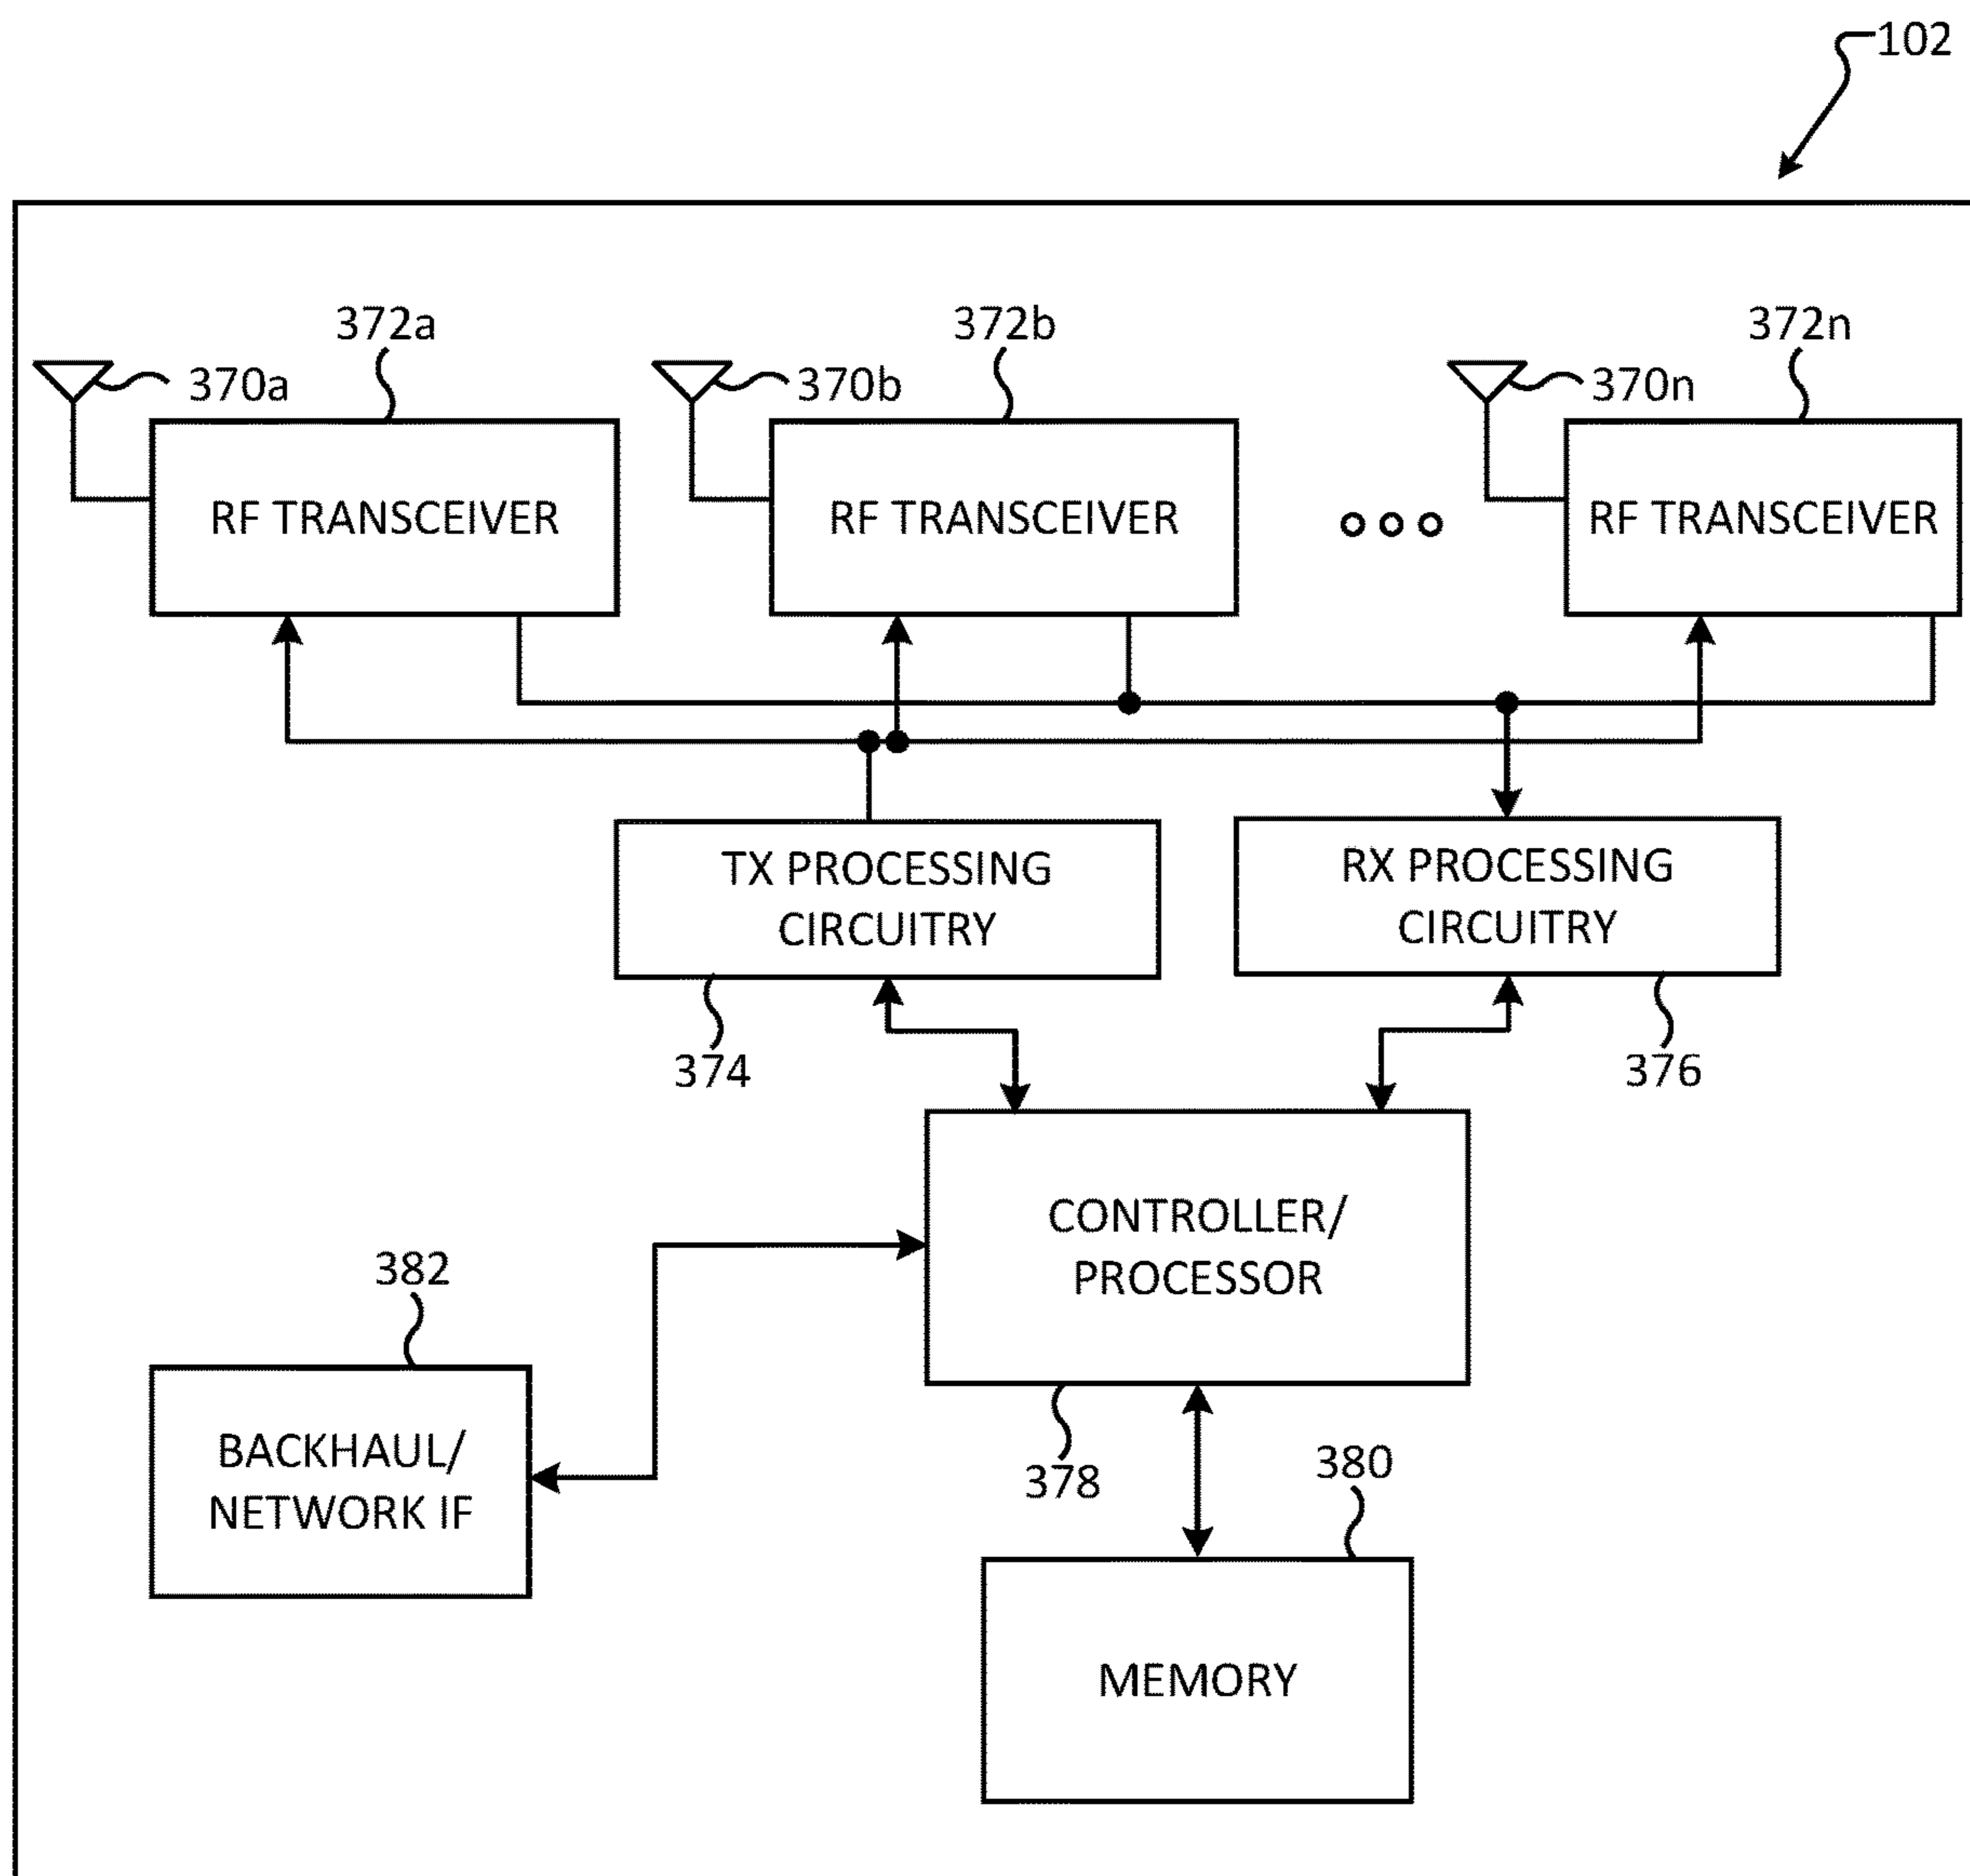 102
372a
372b
372n
370a
370b
370n
RF TRANSCEIVER
RF TRANSCEIVER
RF TRANSCEIVER
TX PROCESSING
CIRCUITRY
RX PROCESSING
CIRCUITRY
374
376
CONTROLLER/
PROCESSOR
382
BACKHAUL/
NETWORK IF
378
380
MEMORY